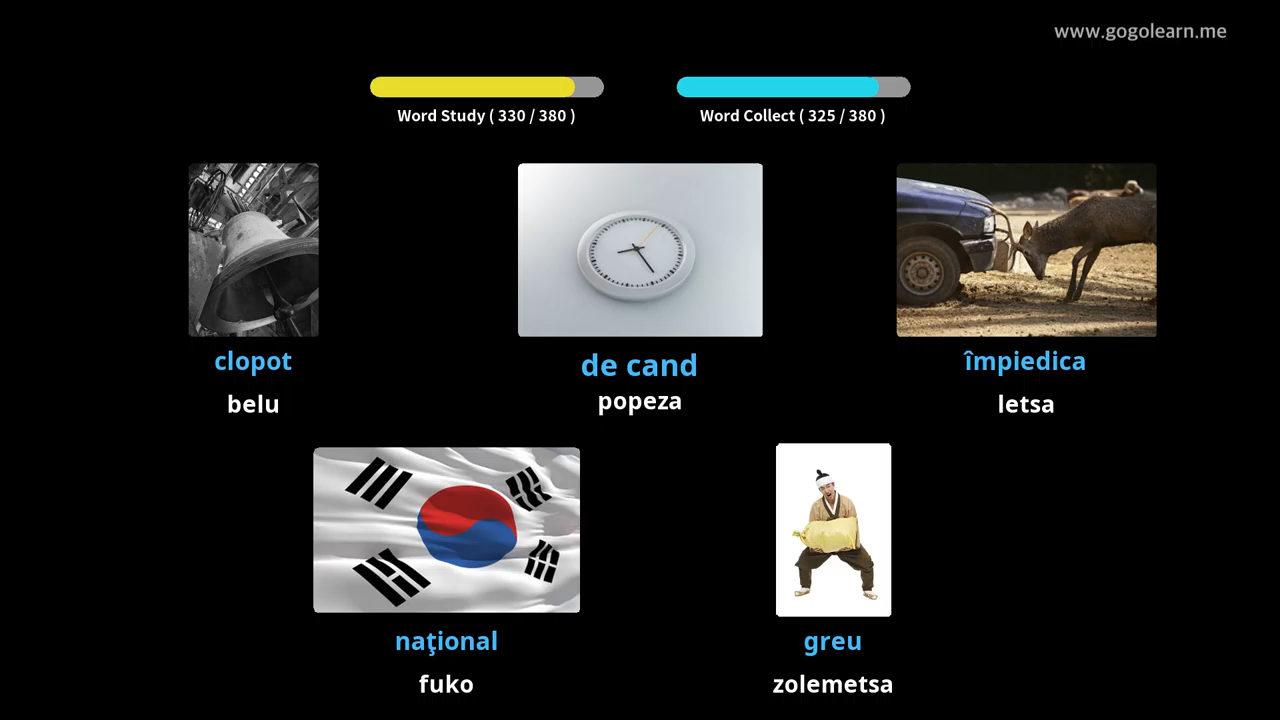 www.gogolearn.me
Word Study ( 330 / 380 )
Word Collect ( 325 / 380 )
clopot
belu
de cand
popeza
împiedica
letsa
naţional
fuko
greu
zolemetsa